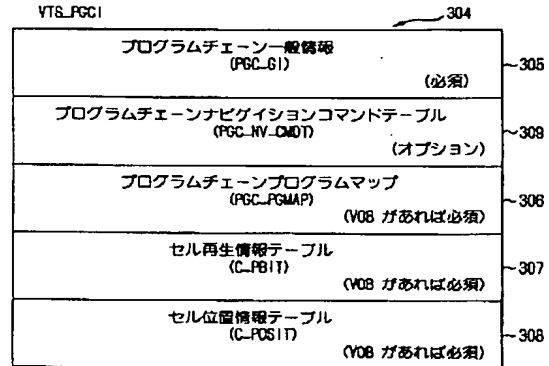 VTS_PGCI
304
プログラムチェーン一般情報
(PGC_GI)
(必須)
305
プログラムチェーンナビゲイションコマンドテーブル
(PGC_NV_CMDT)
(オプション)
309
プログラムチェーンプログラムマップ
(PGC_PGMAP)
(VOB があれば必須)
306
セル再生情報テーブル
(C_PBIT)
(VOB があれば必須)
307
セル位置情報テーブル
(C_POSIT)
(VOB があれば必須)
308